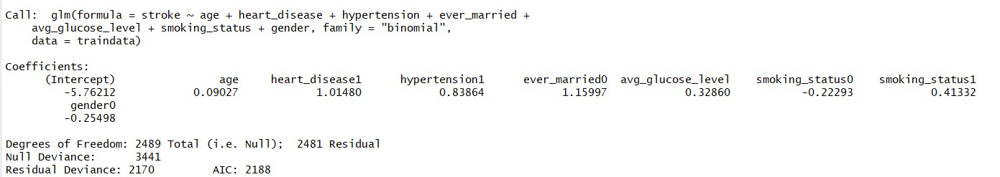 Call:  glm(formula = stroke ~ age + heart_disease + hypertension + ever_married +
    avg_glucose_level + smoking_status + gender, family = "binomial",
    data = traindata)

Coefficients:
      (Intercept)                age     heart_disease1      hypertension1      ever_married0  avg_glucose_level    smoking_status0    smoking_status1
         -5.76212            0.09027            1.01480            0.83864            1.15997            0.32860           -0.22293            0.41332
          gender0
         -0.25498

Degrees of Freedom: 2489 Total (i.e. Null);  2481 Residual
Null Deviance:      3441
Residual Deviance: 2170        AIC: 2188